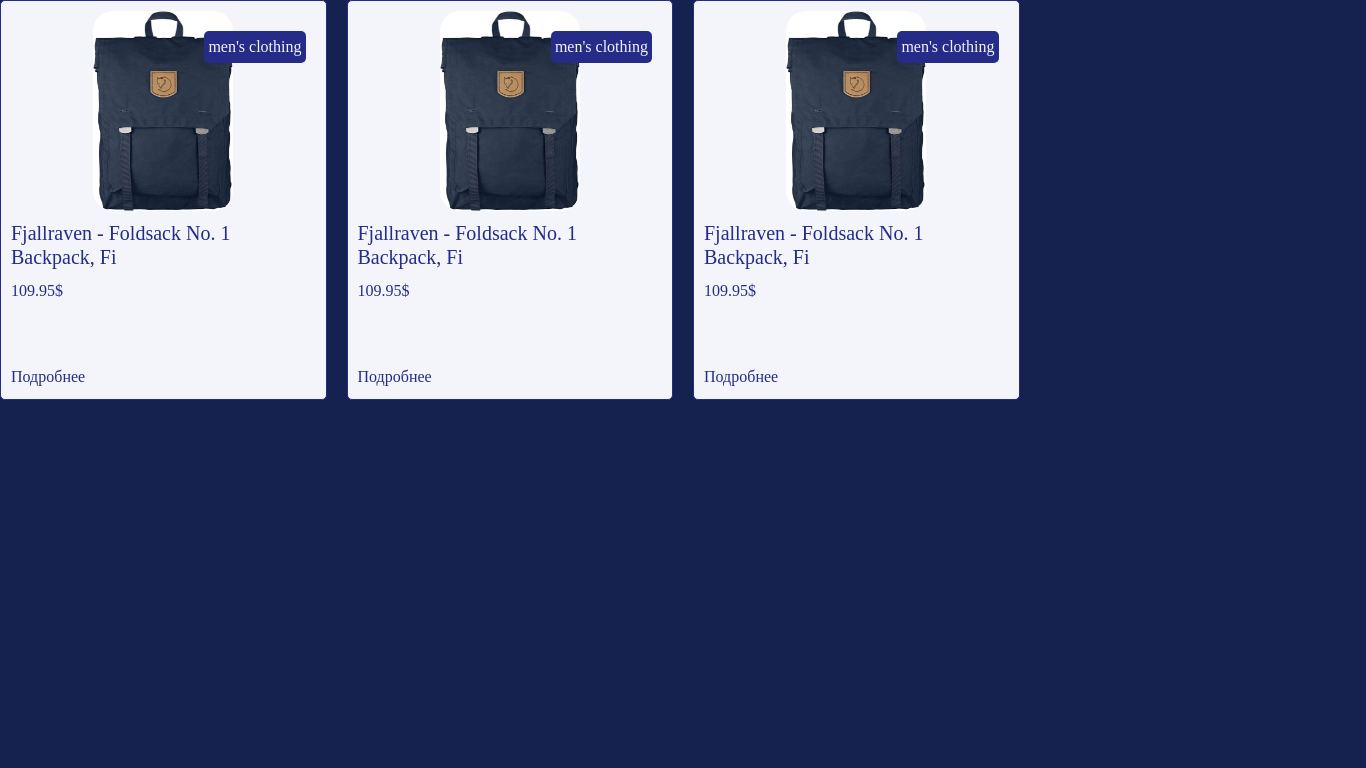 men's clothing
Fjallraven - Foldsack No. 1
Backpack, Fi
109.95$
Подробнее
men's clothing
Fjallraven - Foldsack No. 1
Backpack, Fi
109.95$
Подробнее
men's clothing
Fjallraven - Foldsack No. 1
Backpack, Fi
109.95$
Подробнее